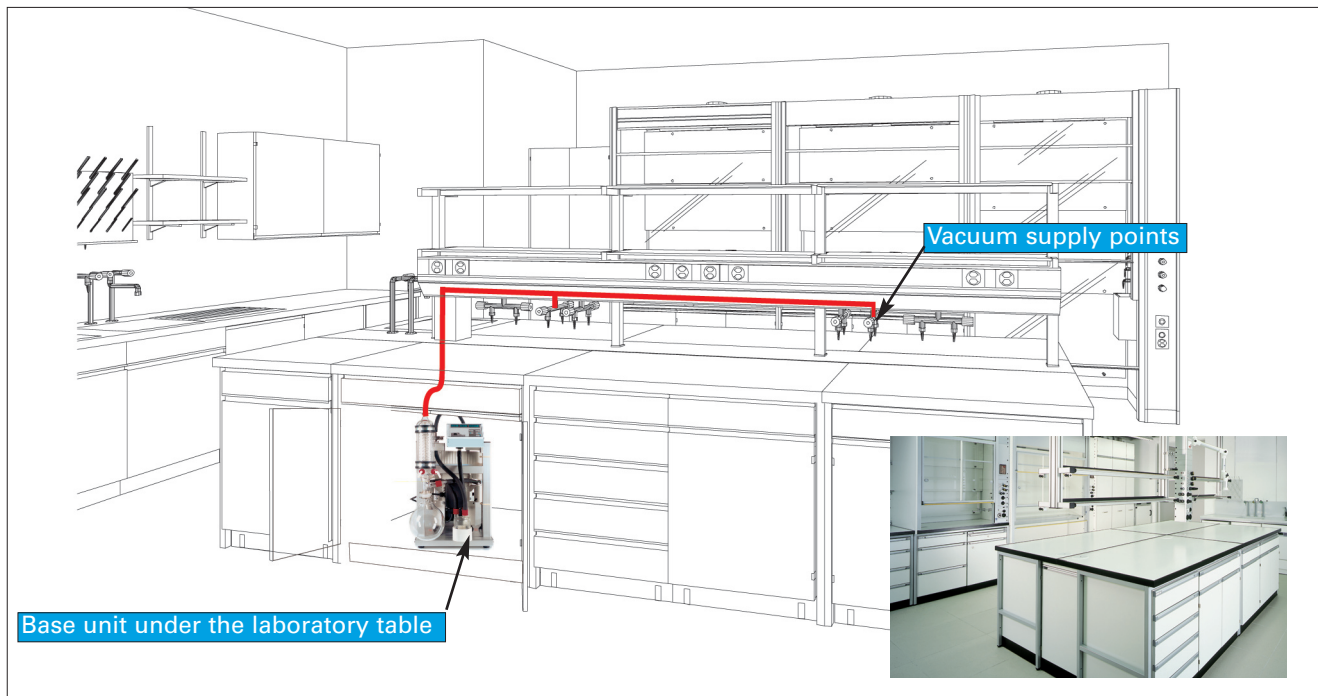 Vacuum supply points
Base unit under the laboratory table